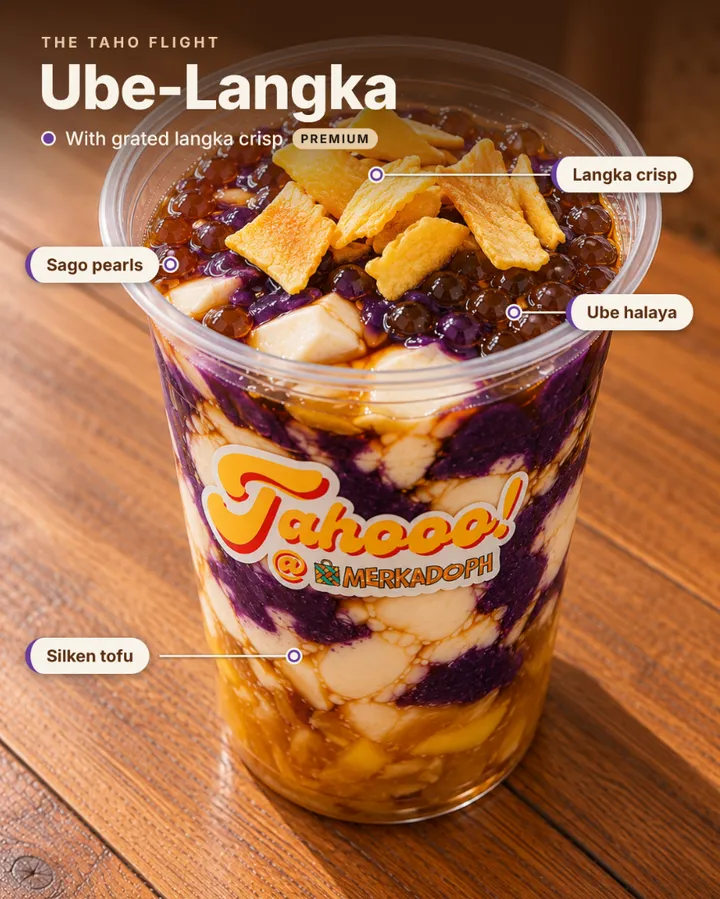 THE TAHO FLIGHT
Ube-Langka
With grated langka crisp PREMIUM
Langka crisp
Sago pearls
Ube halaya
Tahooo!
@ MERKADOPH
Silken tofu